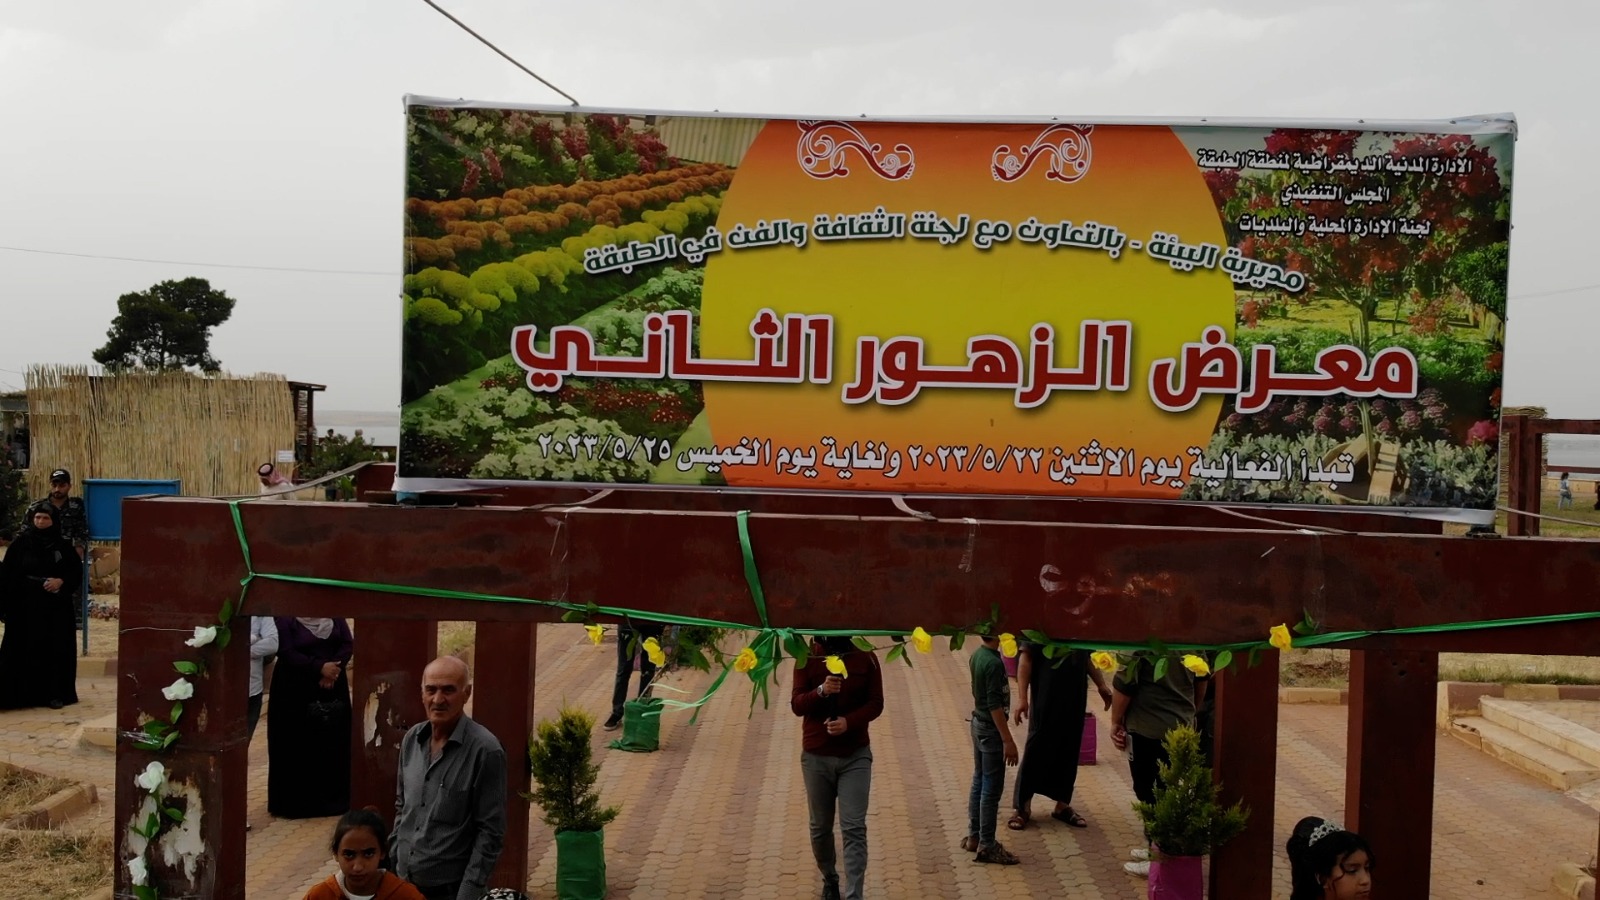 الإدارة المدنية الديمقراطية لمنطقة الطبقة
المجلس التنفيذي
لجنة الإدارة المحلية والبلديات
مديرية البيئة - بالتعاون مع لجنة الثقافة والفن في الطبقة
معرض الزهور الثاني
تبدأ الفعالية يوم الاثنين ٢٠٢٣/٥/٢٢ ولغاية يوم الخميس ٢٠٢٣/٥/٢٥